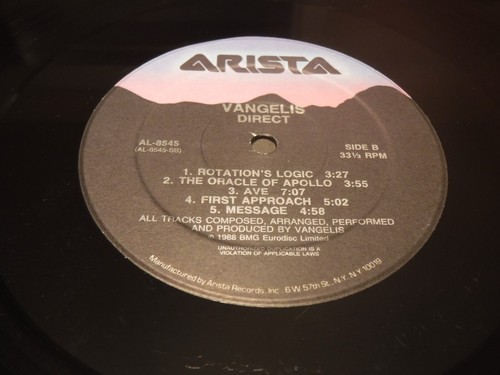 ARISTA
VANGELIS
DIRECT
AL-8545
(AL-8545-SB)
SIDE B
33⅓ RPM
1. ROTATION'S LOGIC 3:27
2. THE ORACLE OF APOLLO 3:55
3. AVE 7:07
4. FIRST APPROACH 5:02
5. MESSAGE 4:58
ALL TRACKS COMPOSED, ARRANGED, PERFORMED
AND PRODUCED BY VANGELIS
℗ 1988 BMG Eurodisc Limited
UNAUTHORIZED DUPLICATION IS A
VIOLATION OF APPLICABLE LAWS
Manufactured by Arista Records, Inc. 6 W 57th St., N.Y. N.Y. 10019